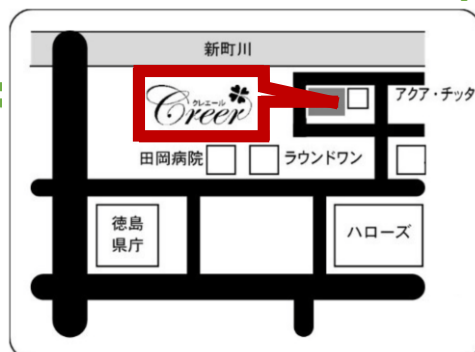 新町川
クレエール
Creer
アクア・チッタ
田岡病院
ラウンドワン
徳島
県庁
ハローズ